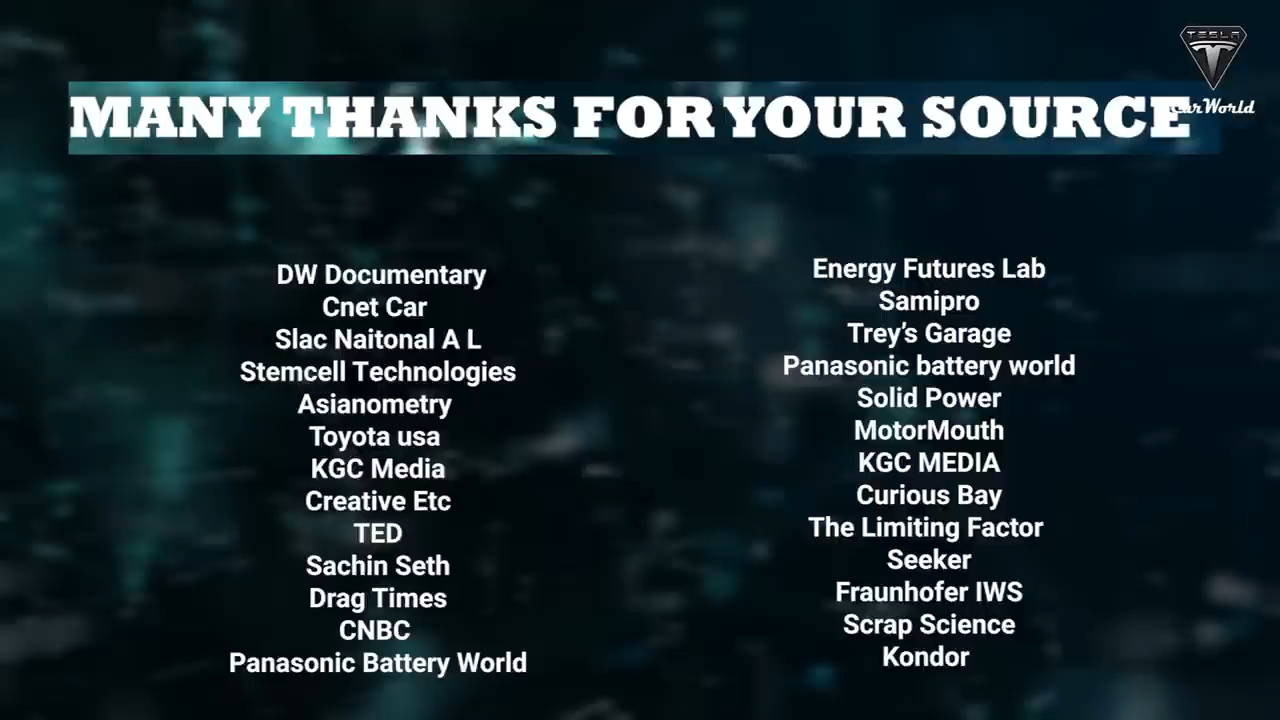 TESLA
Car World
MANY THANKS FOR YOUR SOURCE
DW Documentary
Cnet Car
Slac Naitonal A L
Stemcell Technologies
Asianometry
Toyota usa
KGC Media
Creative Etc
TED
Sachin Seth
Drag Times
CNBC
Panasonic Battery World
Energy Futures Lab
Samipro
Trey’s Garage
Panasonic battery world
Solid Power
MotorMouth
KGC MEDIA
Curious Bay
The Limiting Factor
Seeker
Fraunhofer IWS
Scrap Science
Kondor